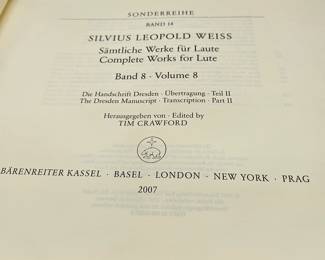 SONDERREIHE
BAND 14
SILVIUS LEOPOLD WEISS
Sämtliche Werke für Laute
Complete Works for Lute
Band 8 · Volume 8
Die Handschrift Dresden · Übertragung · Teil II
The Dresden Manuscript · Transcription · Part II
Herausgegeben von · Edited by
TIM CRAWFORD
BÄRENREITER KASSEL · BASEL · LONDON · NEW YORK · PRAG
2007